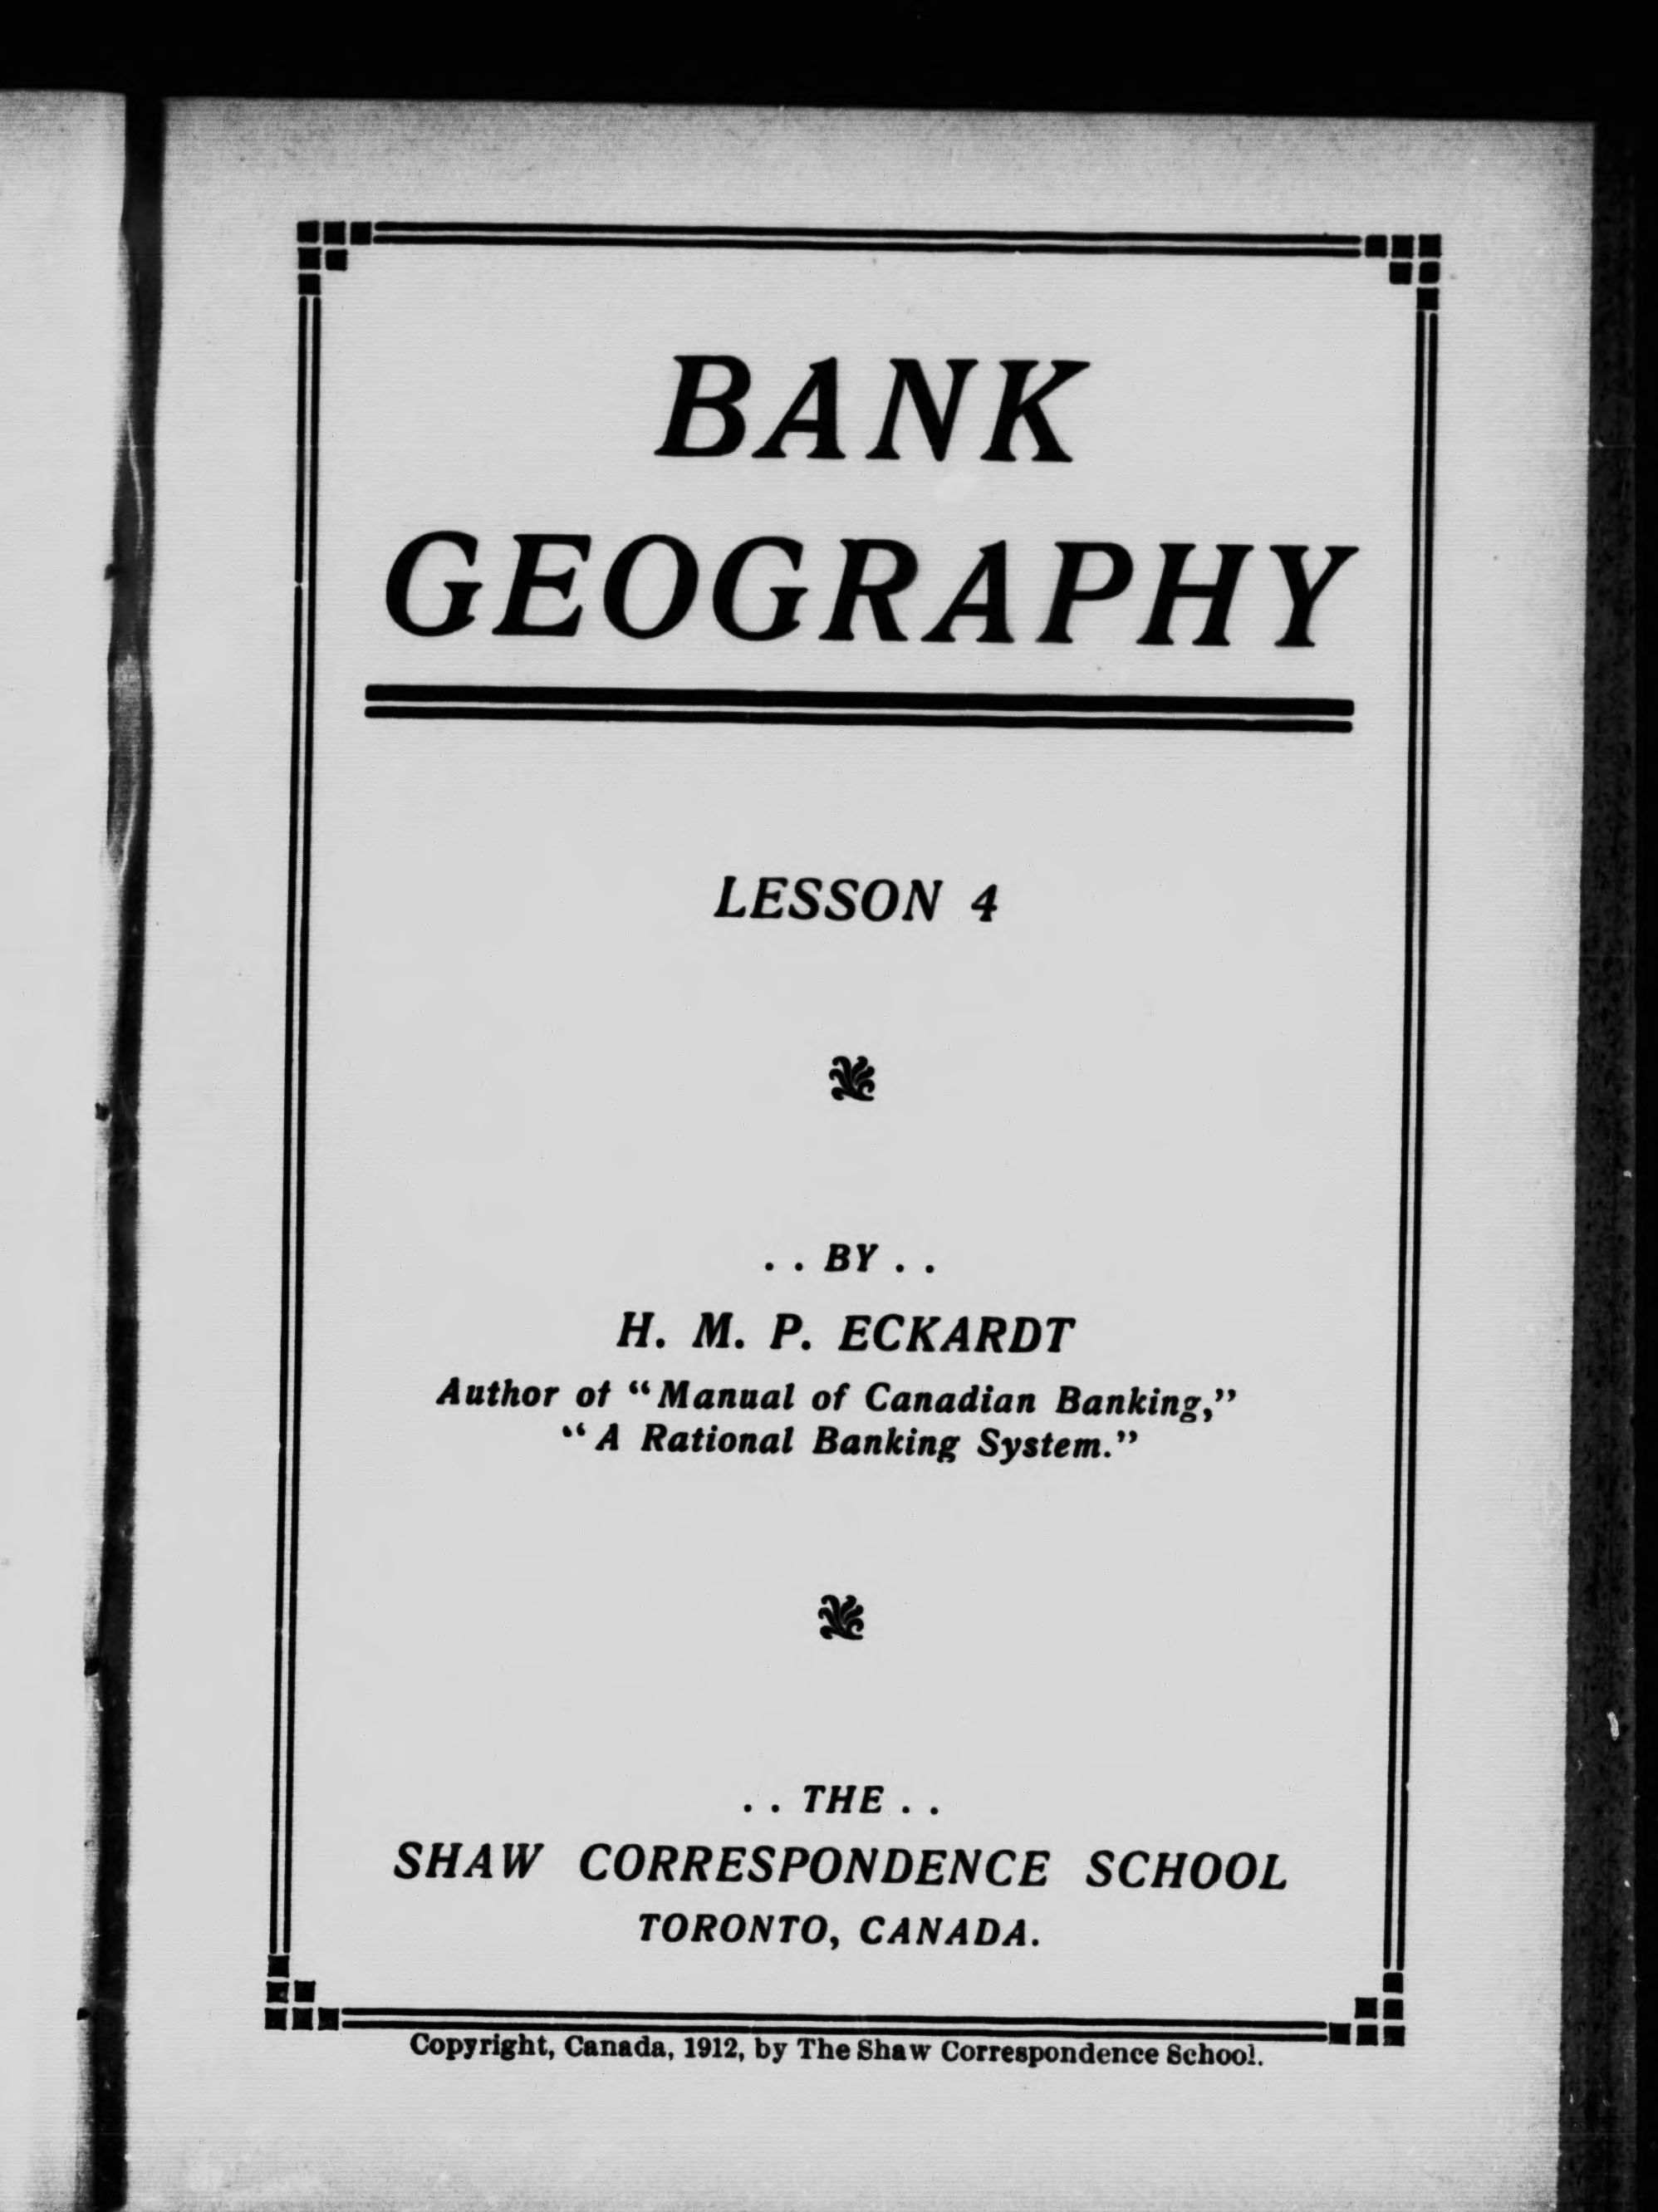 BANK
GEOGRAPHY
LESSON 4
. . BY . .
H. M. P. ECKARDT
Author of "Manual of Canadian Banking,"
"A Rational Banking System."
. . THE . .
SHAW CORRESPONDENCE SCHOOL
TORONTO, CANADA.
Copyright, Canada, 1912, by The Shaw Correspondence School.